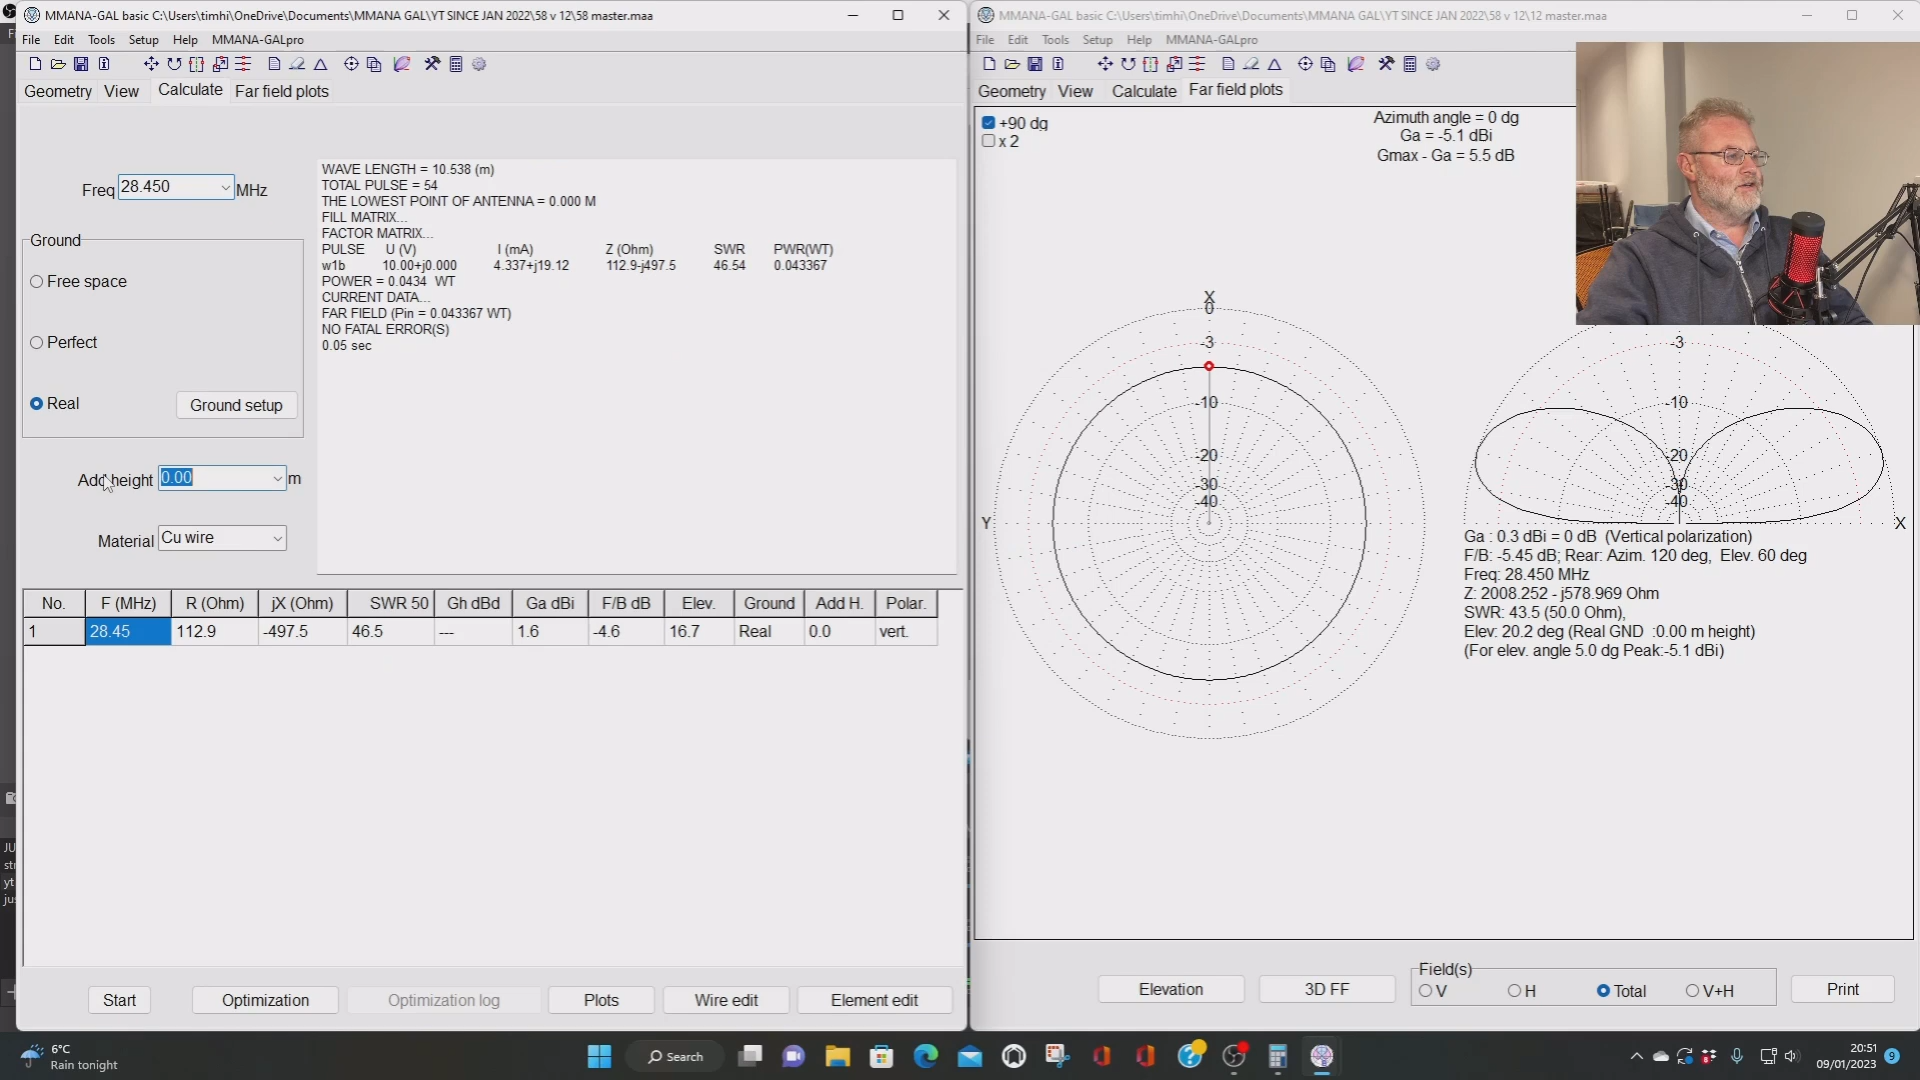 MMANA-GAL basic C:\Users\timhi\OneDrive\Documents\MMANA GAL\YT SINCE JAN 2022\58 v 12\58 master.maa
File Edit Tools Setup Help MMANA-GALpro
Geometry View Calculate Far field plots
Freq 28.450 MHz
Ground
Free space
Perfect
Real Ground setup
Add height 0.00 m
Material Cu wire
WAVE LENGTH = 10.538 (m)
TOTAL PULSE = 54
THE LOWEST POINT OF ANTENNA = 0.000 M
FILL MATRIX...
FACTOR MATRIX...
PULSE U (V) I (mA) Z (Ohm) SWR PWR(WT)
w1b 10.00+j0.000 4.337+j19.12 112.9-j497.5 46.54 0.043367
POWER = 0.0434 WT
CURRENT DATA...
FAR FIELD (Pin = 0.043367 WT)
NO FATAL ERROR(S)
0.05 sec
No. F (MHz) R (Ohm) jX (Ohm) SWR 50 Gh dBd Ga dBi F/B dB Elev. Ground Add H. Polar.
1 28.45 112.9 -497.5 46.5 --- 1.6 -4.6 16.7 Real 0.0 vert.
Start Optimization Optimization log Plots Wire edit Element edit
MMANA-GAL basic C:\Users\timhi\OneDrive\Documents\MMANA GAL\YT SINCE JAN 2022\58 v 12\12 master.maa
File Edit Tools Setup Help MMANA-GALpro
Geometry View Calculate Far field plots
+90 dg
x 2
Azimuth angle = 0 dg
Ga = -5.1 dBi
Gmax - Ga = 5.5 dB
X
0
-3
-10
-20
-30
-40
Y
-3
-10
-20
-30
-40
X
Ga : 0.3 dBi = 0 dB (Vertical polarization)
F/B: -5.45 dB; Rear: Azim. 120 deg, Elev. 60 deg
Freq: 28.450 MHz
Z: 2008.252 - j578.969 Ohm
SWR: 43.5 (50.0 Ohm),
Elev: 20.2 deg (Real GND :0.00 m height)
(For elev. angle 5.0 dg Peak:-5.1 dBi)
Elevation 3D FF
Field(s)
V H Total V+H
Print
JU
str
yt
jus
6°C
Rain tonight
Search
20:51
09/01/2023
9